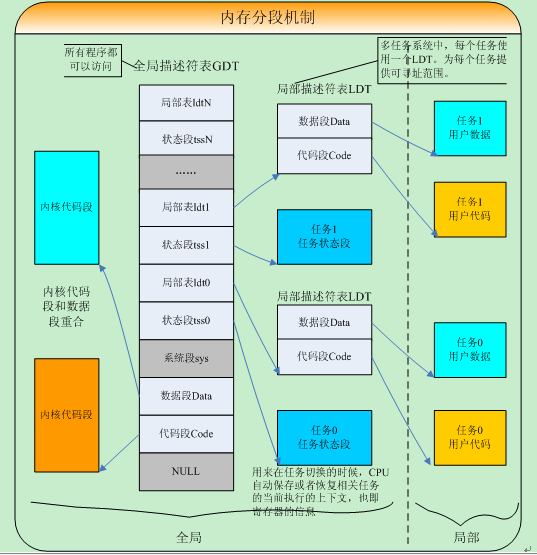 内存分段机制
所有程序都
可以访问
全局描述符表GDT
多任务系统中，每个任务使
用一个LDT。为每个任务提
供可寻址范围。
局部描述符表LDT
局部表ldtN
状态段tssN
……
局部表ldt1
状态段tss1
局部表ldt0
状态段tss0
系统段sys
数据段Data
代码段Code
NULL
内核代码段
内核代码
段和数据
段重合
内核代码段
数据段Data
代码段Code
任务1
任务状态段
局部描述符表LDT
数据段Data
代码段Code
任务0
任务状态段
用来在任务切换的时候，CPU
自动保存或者恢复相关任务
的当前执行的上下文，也即
寄存器的信息
任务1
用户数据
任务1
用户代码
任务0
用户数据
任务0
用户代码
全局
局部